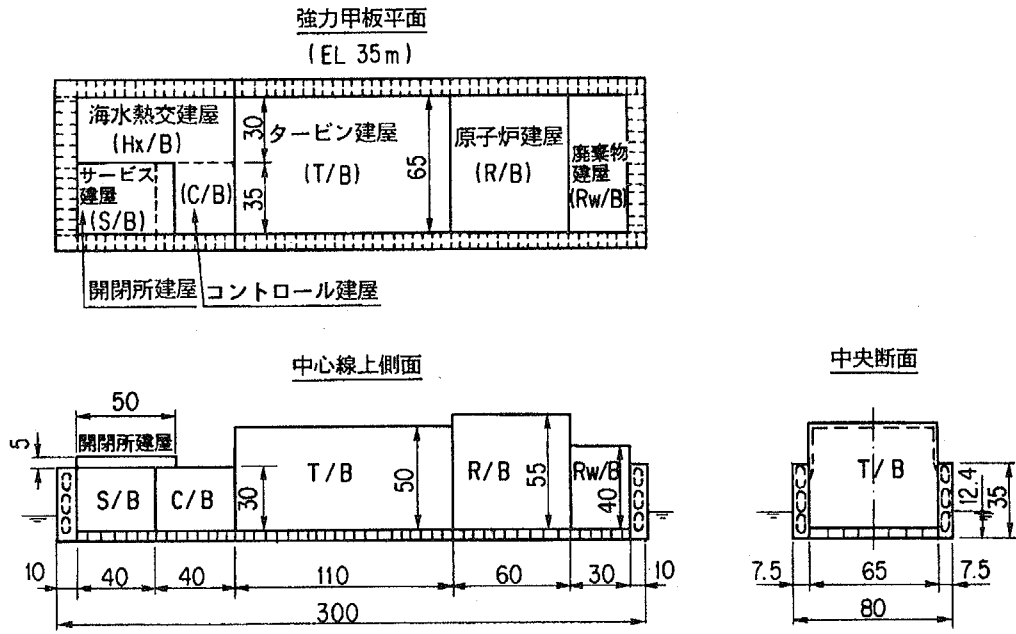 強力甲板平面
(EL 35m)
海水熱交建屋
(Hx/B)
サービス
建屋
(S/B)
(C/B)
30
35
タービン建屋
(T/B)
65
原子炉建屋
(R/B)
廃棄物
建屋
(Rw/B)
開閉所建屋
コントロール建屋
中心線上側面
50
5
開閉所建屋
S/B
C/B
30
T/B
50
R/B
55
Rw/B
40
10
40
40
110
60
30
10
300
中央断面
T/B
12.4
35
7.5
65
7.5
80